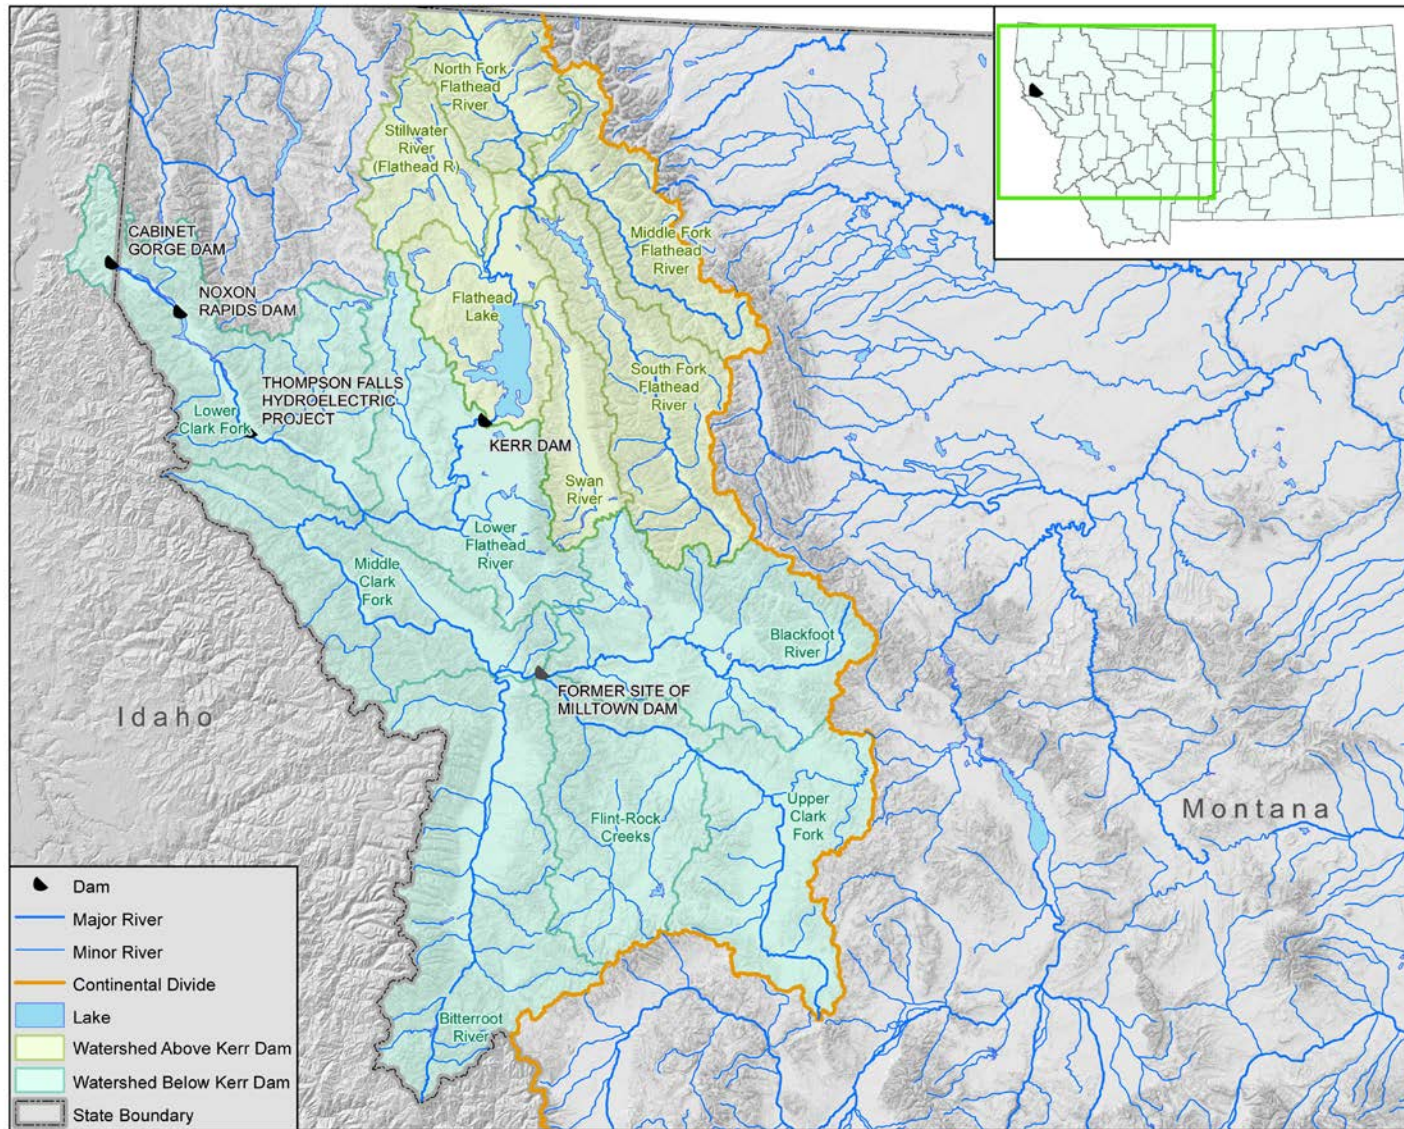 North Fork
Flathead
River
Stillwater
River
(Flathead R)
CABINET
GORGE DAM
Middle Fork
Flathead
River
NOXON
RAPIDS DAM
Flathead
Lake
THOMPSON FALLS
HYDROELECTRIC
PROJECT
South Fork
Flathead
River
Lower
Clark Fork
KERR DAM
Swan
River
Lower
Flathead
River
Middle
Clark
Fork
Blackfoot
River
FORMER SITE OF
MILLTOWN DAM
Idaho
Montana
Flint-Rock
Creeks
Upper
Clark
Fork
Bitterroot
River
Dam
Major River
Minor River
Continental Divide
Lake
Watershed Above Kerr Dam
Watershed Below Kerr Dam
State Boundary